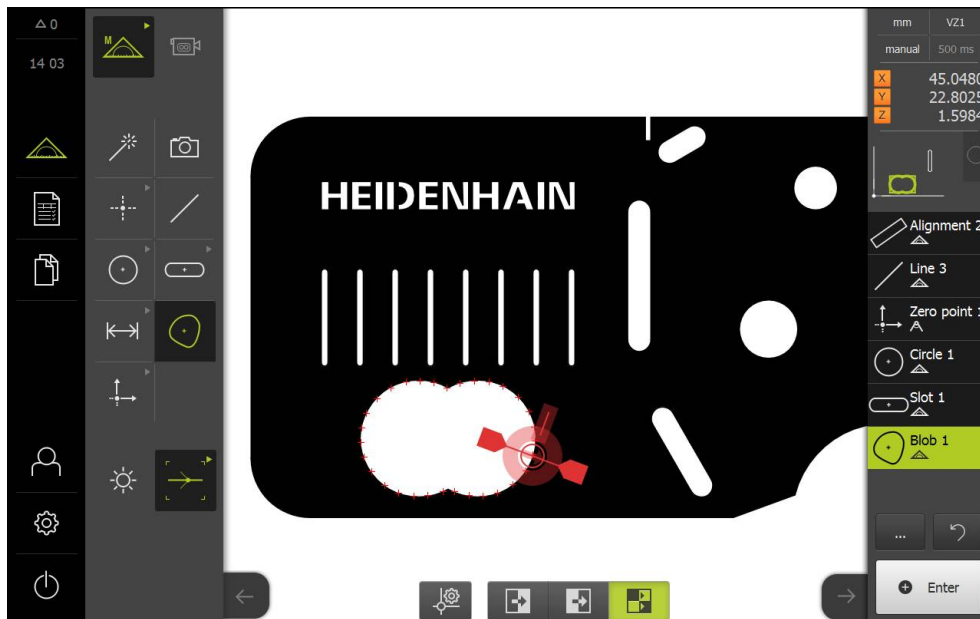 0
14 03
M
HEIDENHAIN
mm VZ1
manual 500 ms
X 45.0480
Y 22.8025
Z 1.5984
Alignment 2
Line 3
Zero point
Circle 1
Slot 1
Blob 1
...
Enter